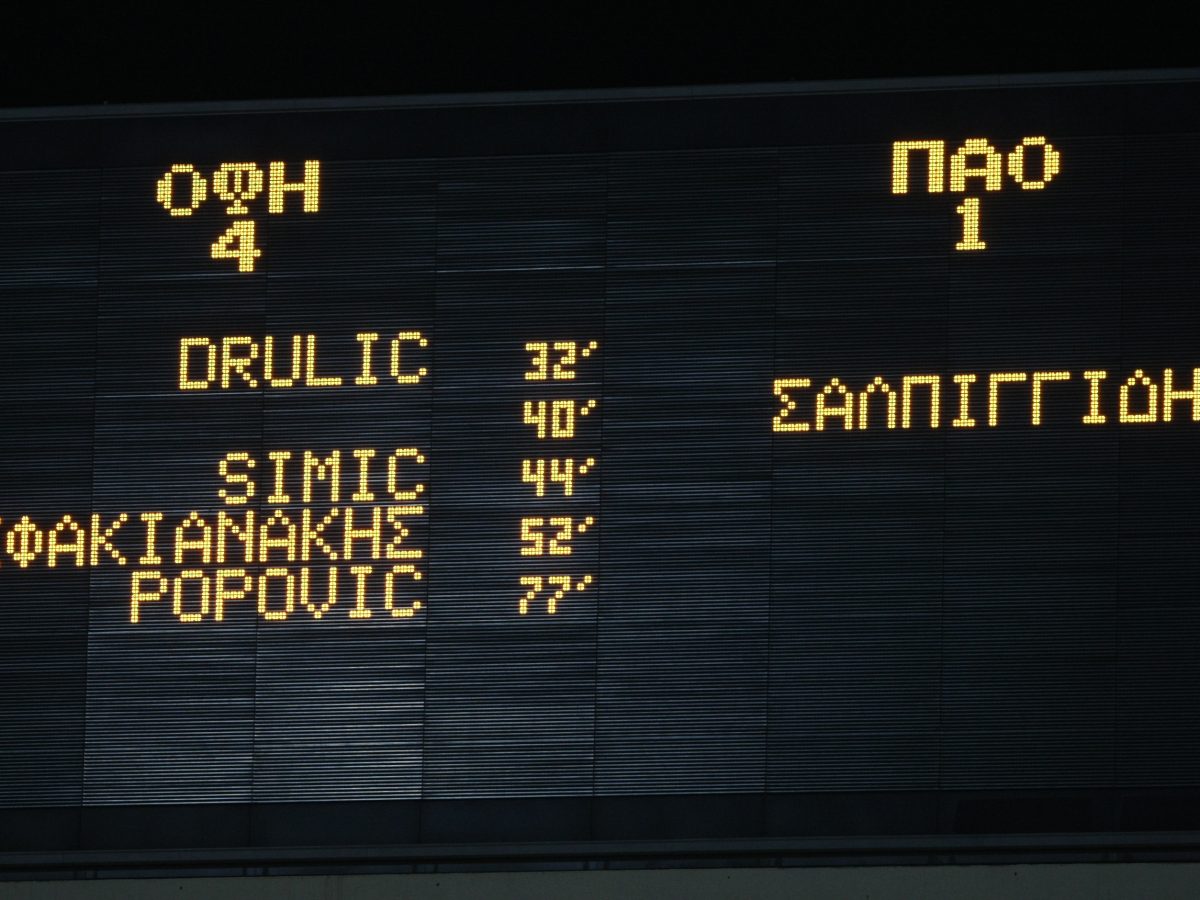 ΟΦΗ ΠΑΟ
4 1
DRULIC 32'
40'
SIMIC 44'
ΦΑΚΙΑΝΑΚΗΣ 52'
POPOVIC 77'
ΣΑΛΠΙΓΓΙΔΗ